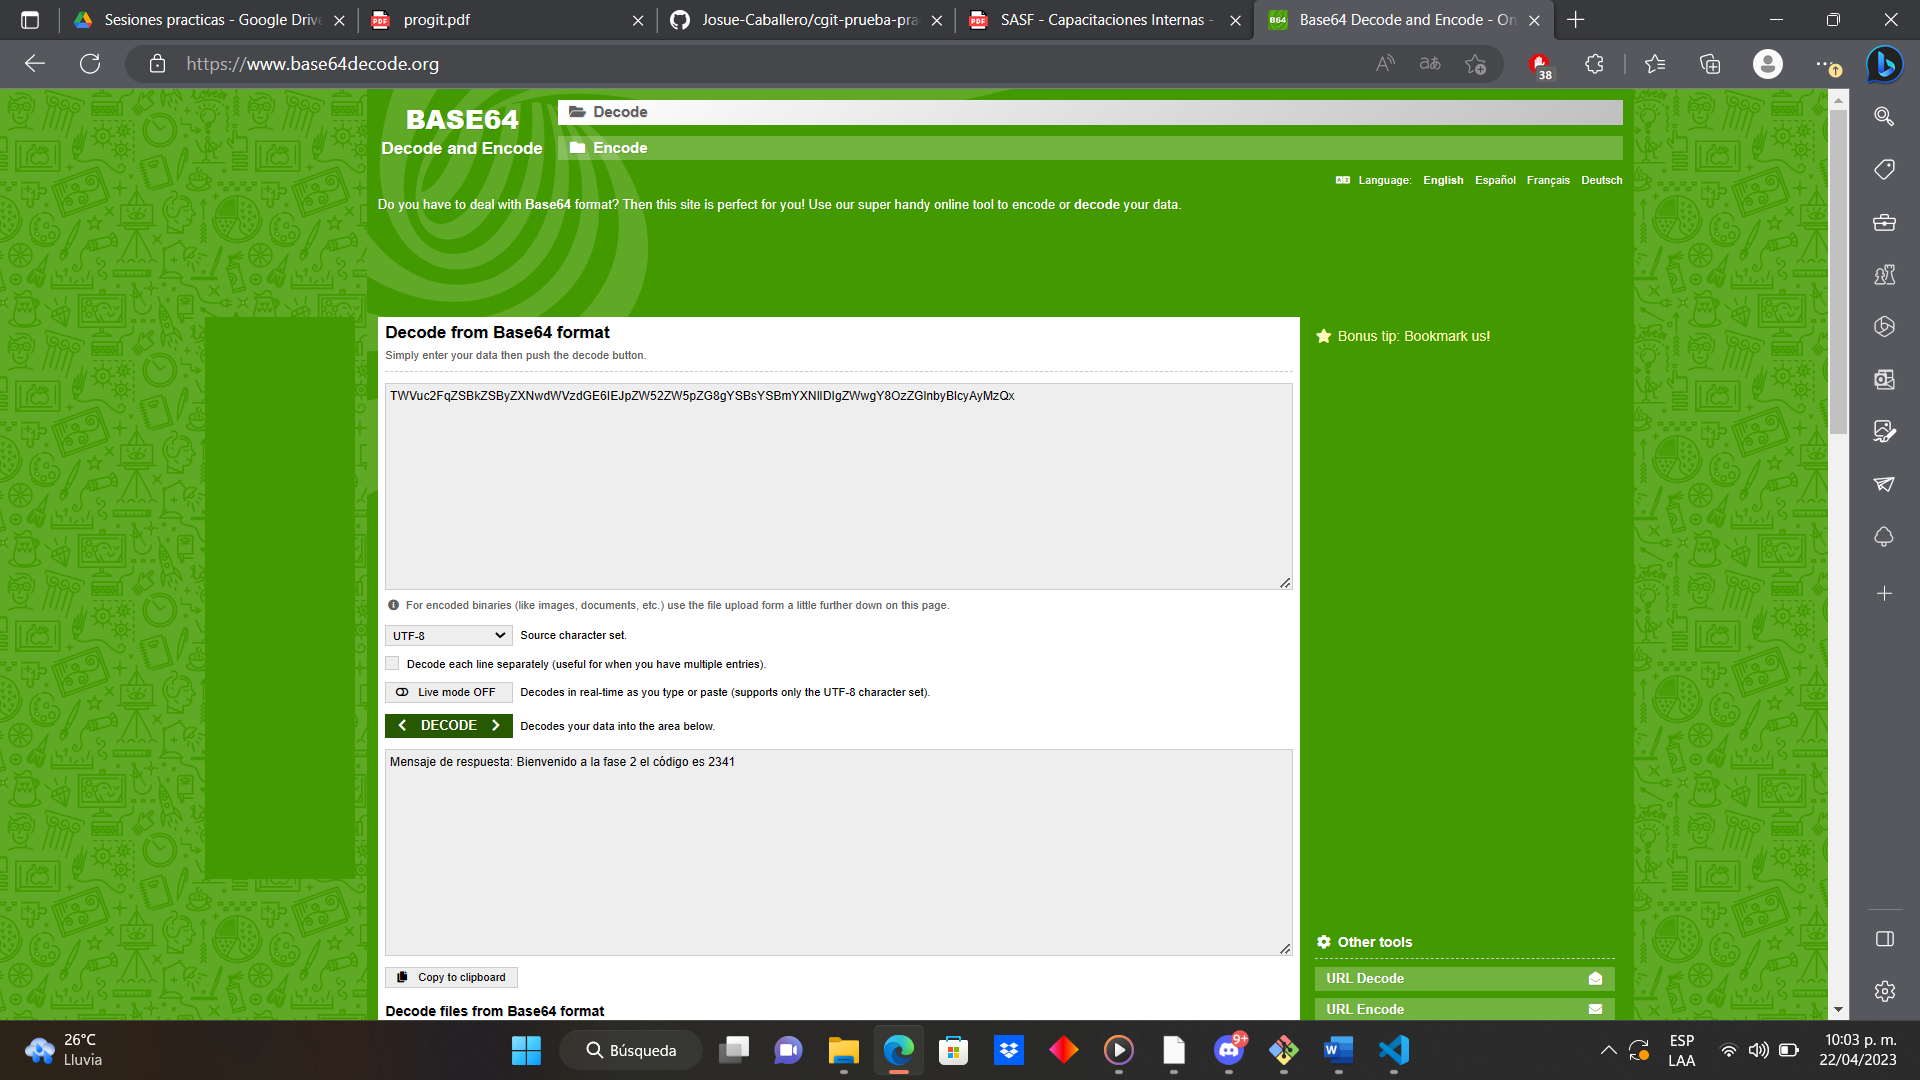 Sesiones practicas - Google Drive
progit.pdf
Josue-Caballero/cgit-prueba-pra
SASF - Capacitaciones Internas -
Base64 Decode and Encode - On
https://www.base64decode.org
38
BASE64
Decode and Encode
Decode
Encode
Language: English Español Français Deutsch
Do you have to deal with Base64 format? Then this site is perfect for you! Use our super handy online tool to encode or decode your data.
Decode from Base64 format
Simply enter your data then push the decode button.
Bonus tip: Bookmark us!
TWVuc2FqZSBkZSByZXNwdWVzdGE6IEJpZW52ZW5pZG8gYSBsYSBmYXNlIDIgZWwgY8OzZGlnbyBlcyAyMzQx
For encoded binaries (like images, documents, etc.) use the file upload form a little further down on this page.
UTF-8 Source character set.
Decode each line separately (useful for when you have multiple entries).
Live mode OFF Decodes in real-time as you type or paste (supports only the UTF-8 character set).
DECODE Decodes your data into the area below.
Mensaje de respuesta: Bienvenido a la fase 2 el código es 2341
Other tools
URL Decode
URL Encode
Copy to clipboard
Decode files from Base64 format
26°C
Lluvia
Búsqueda
9+
ESP
LAA
10:03 p. m.
22/04/2023